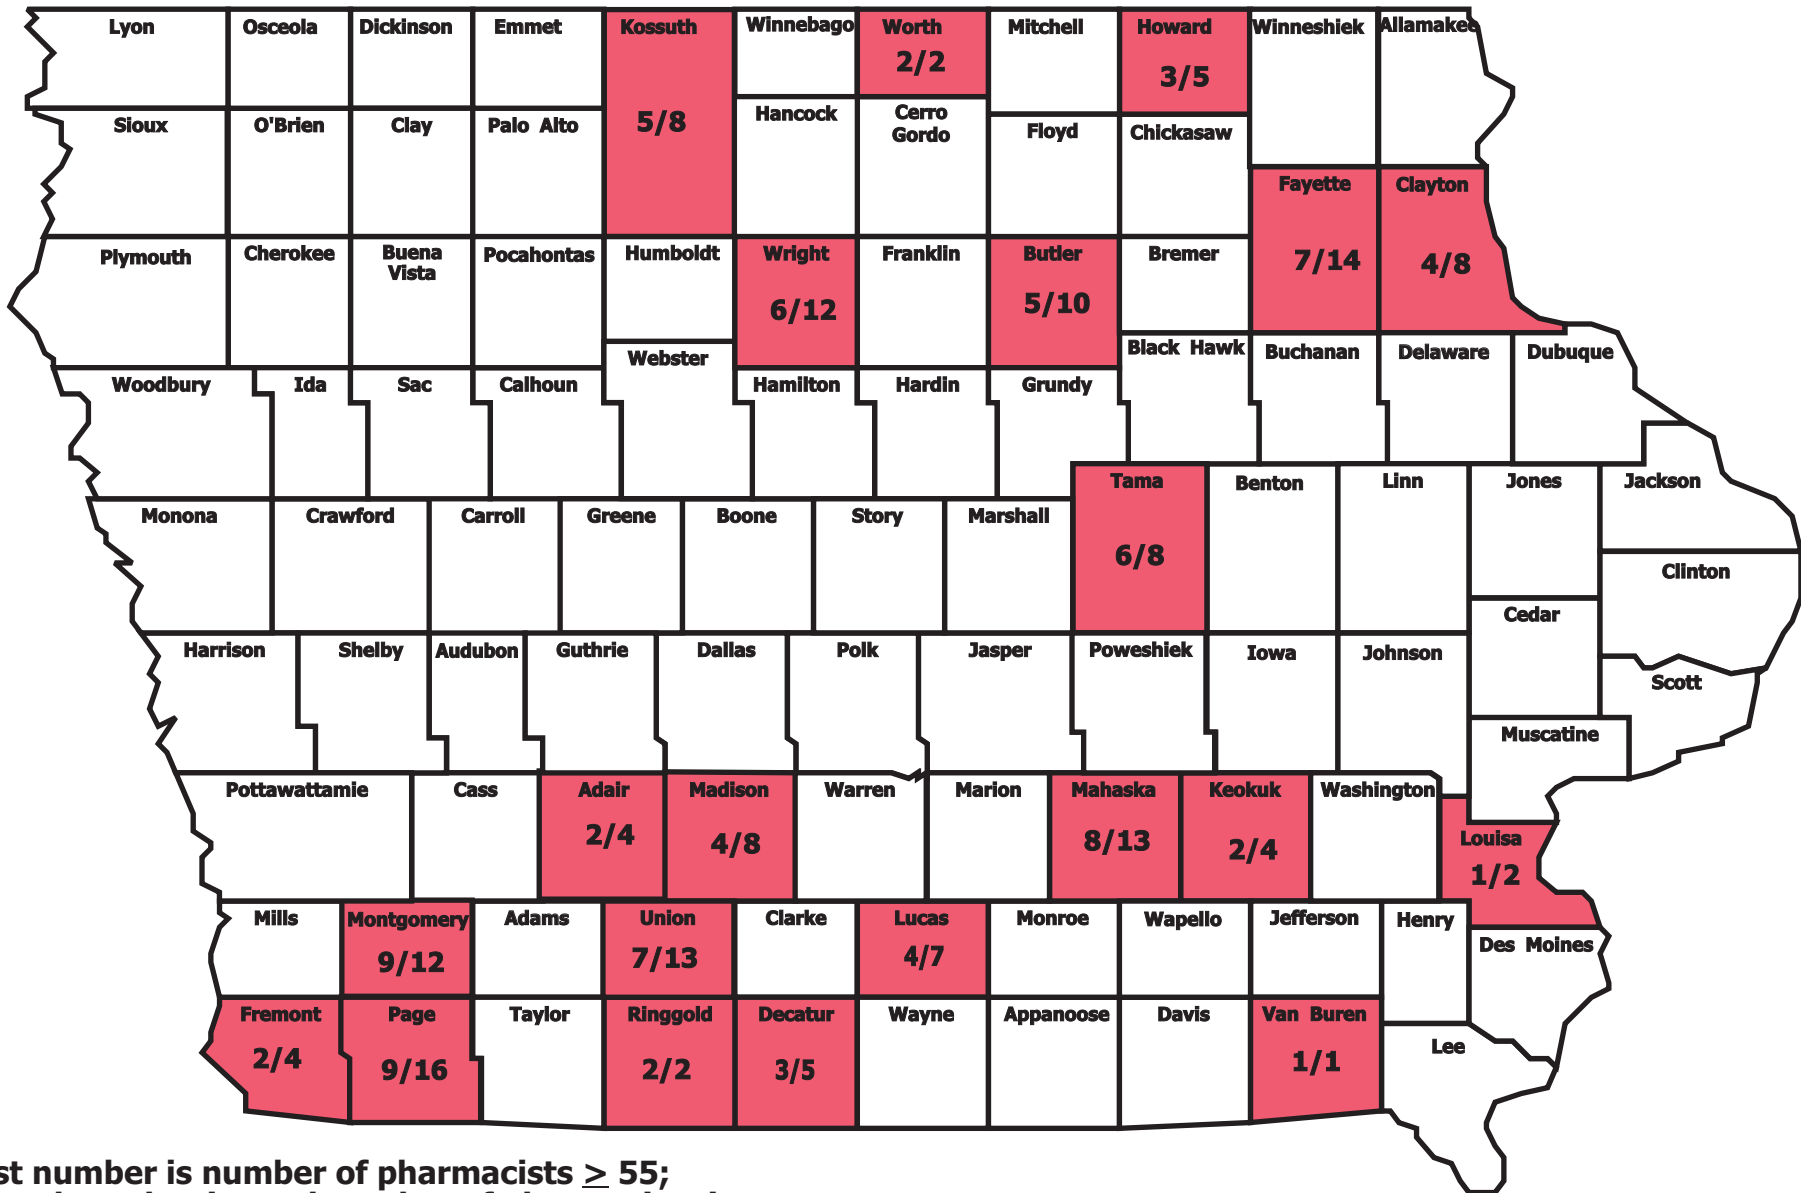 Lyon Osceola Dickinson Emmet Kossuth Winnebago Worth Mitchell Howard Winneshiek Allamakee
5/8 2/2 3/5
Sioux O'Brien Clay Palo Alto Hancock Cerro Floyd Chickasaw
Gordo
Fayette Clayton
7/14 4/8
Plymouth Cherokee Buena Pocahontas Humboldt Wright Franklin Butler Bremer
Vista
6/12 5/10
Woodbury Ida Sac Calhoun Webster Hamilton Hardin Grundy Black Hawk Buchanan Delaware Dubuque
Tama Benton Linn Jones Jackson
6/8
Monona Crawford Carroll Greene Boone Story Marshall
Clinton
Cedar
Harrison Shelby Audubon Guthrie Dallas Polk Jasper Poweshiek Iowa Johnson
Scott
Muscatine
Pottawattamie Cass Adair Madison Warren Marion Mahaska Keokuk Washington
2/4 4/8 8/13 2/4
Louisa
1/2
Mills Montgomery Adams Union Clarke Lucas Monroe Wapello Jefferson Henry
9/12 7/13 4/7
Des Moines
Fremont Page Taylor Ringgold Decatur Wayne Appanoose Davis Van Buren
2/4 9/16 2/2 3/5 1/1
Lee
st number is number of pharmacists ≥ 55;